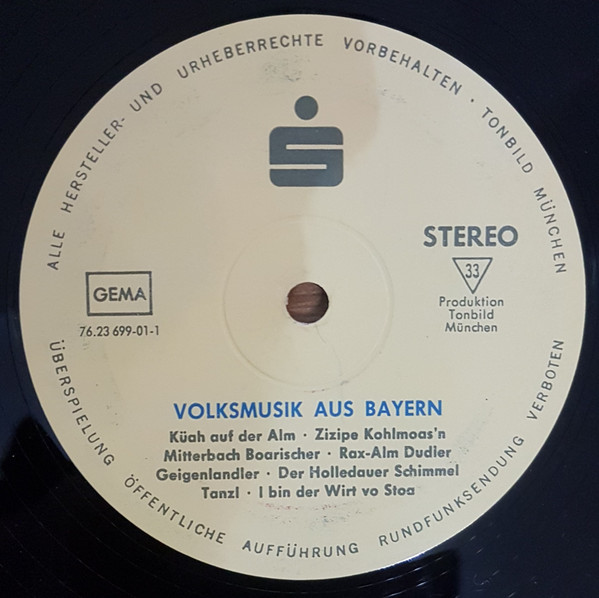 ALLE HERSTELLER- UND URHEBERRECHTE VORBEHALTEN · TONBILD MÜNCHEN
S
STEREO
33
Produktion
Tonbild
München
GEMA
76.23 699-01-1
VOLKSMUSIK AUS BAYERN
Küah auf der Alm · Zizipe Kohlmoas'n
Mitterbach Boarischer · Rax-Alm Dudler
Geigenlandler · Der Holledauer Schimmel
Tanzl · I bin der Wirt vo Stoa
ÜBERSPIELUNG ÖFFENTLICHE AUFFÜHRUNG RUNDFUNKSENDUNG VERBOTEN